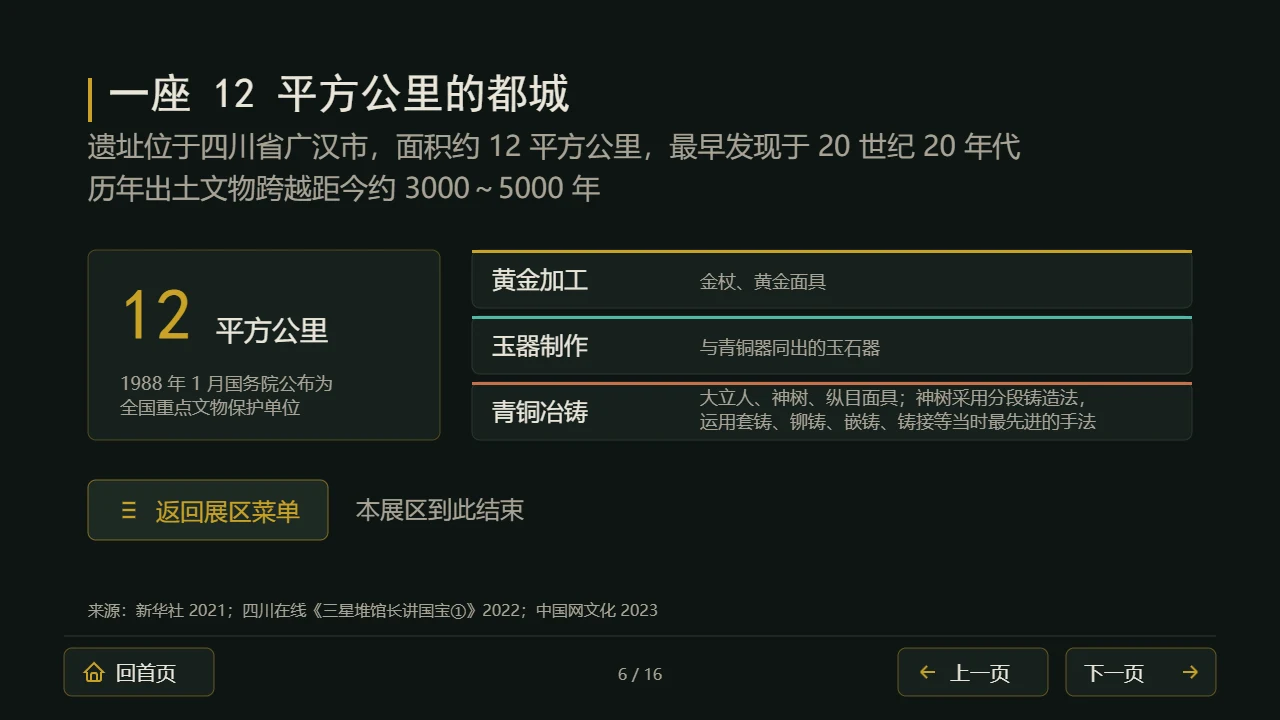 一座 12 平方公里的都城
遗址位于四川省广汉市，面积约 12 平方公里，最早发现于 20 世纪 20 年代
历年出土文物跨越距今约 3000～5000 年
12 平方公里
1988 年 1 月国务院公布为
全国重点文物保护单位
黄金加工 金杖、黄金面具
玉器制作 与青铜器同出的玉石器
青铜冶铸 大立人、神树、纵目面具；神树采用分段铸造法，
运用套铸、铆铸、嵌铸、铸接等当时最先进的手法
返回展区菜单 本展区到此结束
来源：新华社 2021；四川在线《三星堆馆长讲国宝①》2022；中国网文化 2023
回首页 6 / 16 ← 上一页 下一页 →